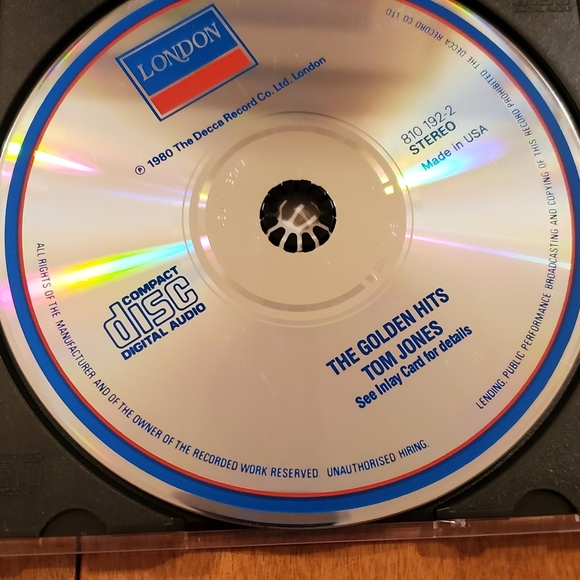 LONDON
℗ 1980 The Decca Record Co. Ltd. London
810 192-2
STEREO
Made in USA
COMPACT
disc
DIGITAL AUDIO
THE GOLDEN HITS
TOM JONES
See Inlay Card for details
ALL RIGHTS OF THE MANUFACTURER AND OF THE OWNER OF THE RECORDED WORK RESERVED. UNAUTHORISED HIRING, LENDING, PUBLIC PERFORMANCE BROADCASTING AND COPYING OF THIS RECORD PROHIBITED THE DECCA RECORD CO LTD